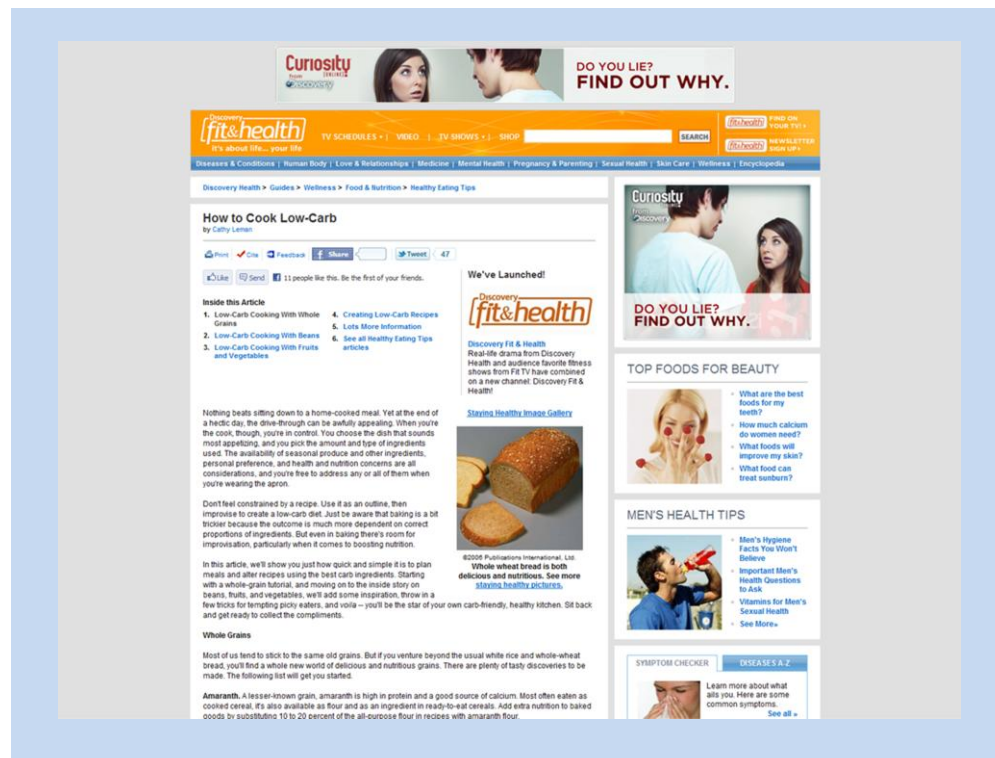 Curiosity
from
Discovery
DO YOU LIE?
FIND OUT WHY.
Discovery
fit&health
It's about life... your life
TV SCHEDULES | VIDEO | TV SHOWS | SHOP
SEARCH
fit&health FIND ON YOUR TV! ›
fit&health NEWSLETTER SIGN UP ›
Diseases & Conditions | Human Body | Love & Relationships | Medicine | Mental Health | Pregnancy & Parenting | Sexual Health | Skin Care | Wellness | Encyclopedia
Discovery Health > Guides > Wellness > Food & Nutrition > Healthy Eating Tips
How to Cook Low-Carb
by Cathy Leman
Print Cite Feedback Share Tweet 47
Like Send 11 people like this. Be the first of your friends.
Inside this Article
1. Low-Carb Cooking With Whole
Grains
2. Low-Carb Cooking With Beans
3. Low-Carb Cooking With Fruits
and Vegetables
4. Creating Low-Carb Recipes
5. Lots More Information
6. See all Healthy Eating Tips
articles
We've Launched!
Discovery
fit&health
Discovery Fit & Health
Real-life drama from Discovery
Health and audience favorite fitness
shows from Fit TV have combined
on a new channel: Discovery Fit &
Health!
Nothing beats sitting down to a home-cooked meal. Yet at the end of
a hectic day, the drive-through can be awfully appealing. When you're
the cook, though, you're in control. You choose the dish that sounds
most appetizing, and you pick the amount and type of ingredients
used. The availability of seasonal produce and other ingredients,
personal preference, and health and nutrition concerns are all
considerations, and you're free to address any or all of them when
you're wearing the apron.
Don't feel constrained by a recipe. Use it as an outline, then
improvise to create a low-carb diet. Just be aware that baking is a bit
trickier because the outcome is much more dependent on correct
proportions of ingredients. But even in baking there's room for
improvisation, particularly when it comes to boosting nutrition.
Staying Healthy Image Gallery
©2006 Publications International, Ltd.
Whole wheat bread is both
delicious and nutritious. See more
staying healthy pictures.
In this article, we'll show you just how quick and simple it is to plan
meals and alter recipes using the best carb ingredients. Starting
with a whole-grain tutorial, and moving on to the inside story on
beans, fruits, and vegetables, we'll add some inspiration, throw in a
few tricks for tempting picky eaters, and voila -- you'll be the star of your own carb-friendly, healthy kitchen. Sit back
and get ready to collect the compliments.
Whole Grains
Most of us tend to stick to the same old grains. But if you venture beyond the usual white rice and whole-wheat
bread, you'll find a whole new world of delicious and nutritious grains. There are plenty of tasty discoveries to be
made. The following list will get you started.
Amaranth. A lesser-known grain, amaranth is high in protein and a good source of calcium. Most often eaten as
cooked cereal, it's also available as flour and as an ingredient in ready-to-eat cereals. Add extra nutrition to baked
goods by substituting 10 to 20 percent of the all-purpose flour in recipes with amaranth flour.
Curiosity
from
Discovery
DO YOU LIE?
FIND OUT WHY.
TOP FOODS FOR BEAUTY
What are the best
foods for my
teeth?
How much calcium
do women need?
What foods will
improve my skin?
What food can
treat sunburn?
MEN'S HEALTH TIPS
Men's Hygiene
Facts You Won't
Believe
Important Men's
Health Questions
to Ask
Vitamins for Men's
Sexual Health
See More»
SYMPTOM CHECKER
DISEASES A-Z
Learn more about what
ails you. Here are some
common symptoms.
See all »